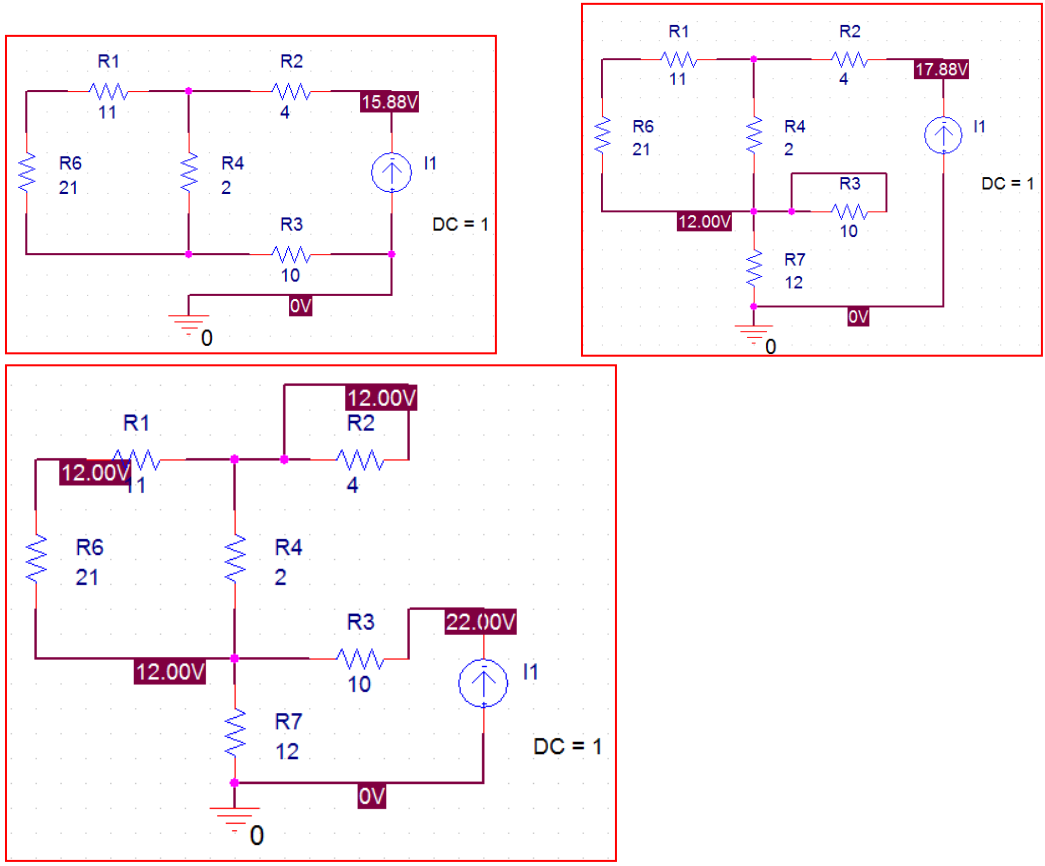 R1
R2
15.88V
11
4
R6
21
R4
2
I1
R3
DC = 1
10
0V
0
R1
R2
17.88V
11
4
R6
21
R4
2
I1
R3
DC = 1
12.00V
10
R7
12
0V
0
12.00V
R1
R2
12.00V
11
4
R6
21
R4
2
R3
22.00V
12.00V
10
I1
R7
12
DC = 1
0V
0